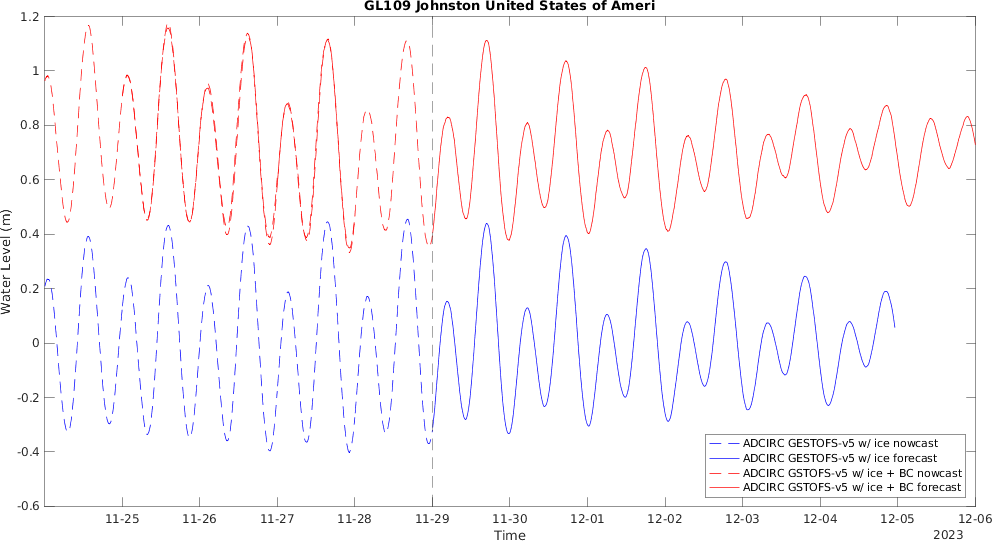 GL109 Johnston United States of Ameri
1.2
1
0.8
0.6
0.4
0.2
0
-0.2
-0.4
-0.6
Water Level (m)
ADCIRC GESTOFS-v5 w/ ice nowcast
ADCIRC GESTOFS-v5 w/ ice forecast
ADCIRC GSTOFS-v5 w/ ice + BC nowcast
ADCIRC GSTOFS-v5 w/ ice + BC forecast
11-25 11-26 11-27 11-28 11-29 11-30 12-01 12-02 12-03 12-04 12-05 12-06
Time
2023